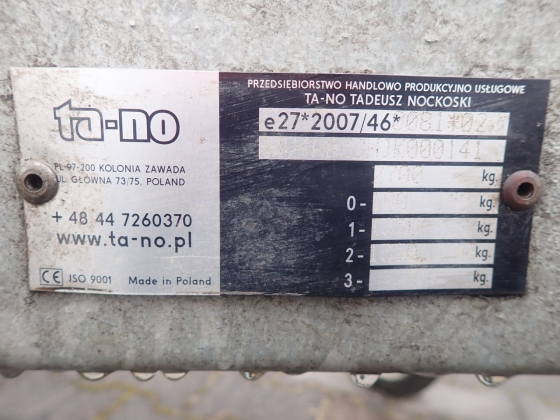 ta-no
PL-97-200 KOLONIA ZAWADA
UL. GŁÓWNA 73/75, POLAND
+ 48 44 7260370
www.ta-no.pl
CE ISO 9001 Made in Poland
PRZEDSIEBIORSTWO HANDLOWO PRODUKCYJNO USŁUGOWE
TA-NO TADEUSZ NOCKOSKI
e27*2007/46*
kg.
0- kg.
1- kg.
2- kg.
3- kg.